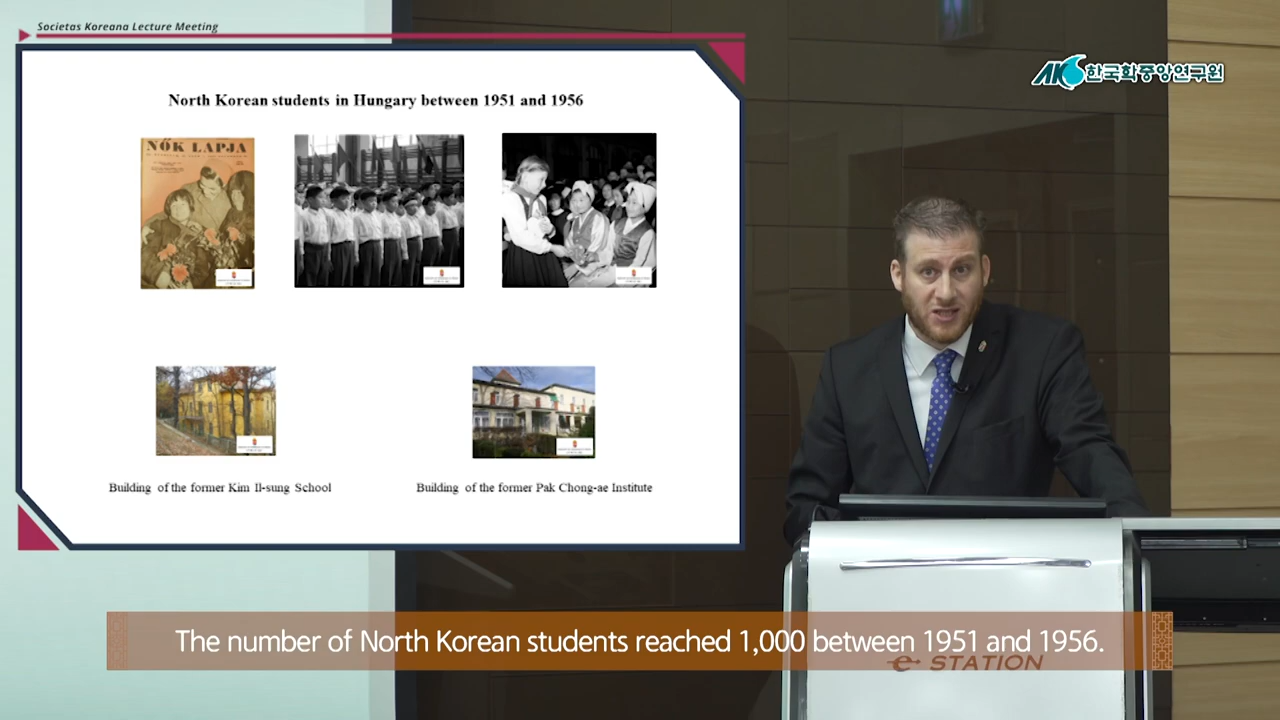 Societas Koreana Lecture Meeting
AKS 한국학중앙연구원
North Korean students in Hungary between 1951 and 1956
NŐK LAPJA
Building of the former Kim Il-sung School
Building of the former Pak Chong-ae Institute
The number of North Korean students reached 1,000 between 1951 and 1956.
e-STATION